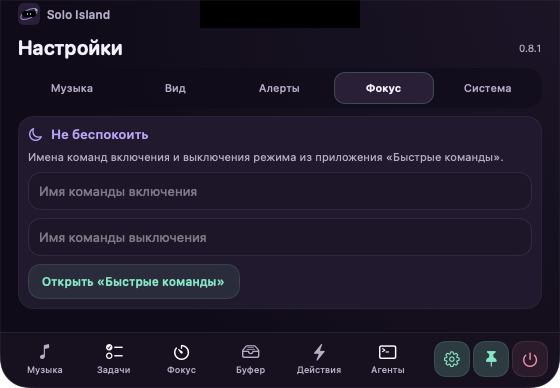 Solo Island
Настройки
0.8.1
Музыка
Вид
Алерты
Фокус
Система
Не беспокоить
Имена команд включения и выключения режима из приложения «Быстрые команды».
Имя команды включения
Имя команды выключения
Открыть «Быстрые команды»
Музыка
Задачи
Фокус
Буфер
Действия
Агенты